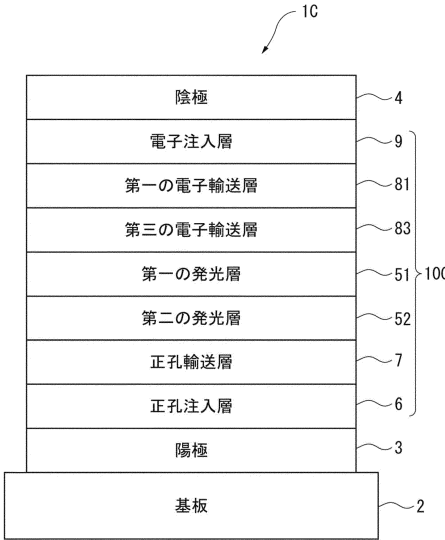 1C
陰極 4
電子注入層 9
第一の電子輸送層 81
第三の電子輸送層 83
第一の発光層 51
10C
第二の発光層 52
正孔輸送層 7
正孔注入層 6
陽極 3
基板 2